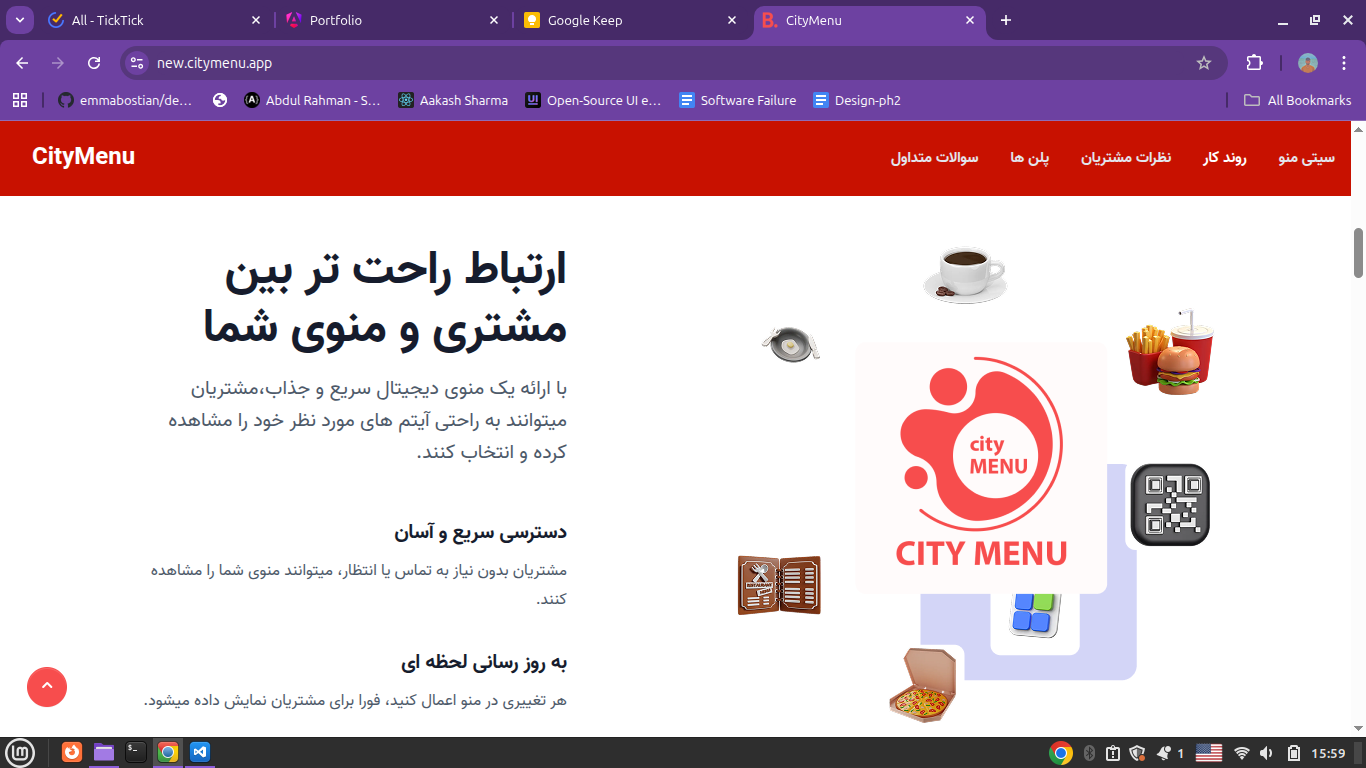 All - TickTick
Portfolio
Google Keep
CityMenu
new.citymenu.app
emmabostian/de...
Abdul Rahman - S...
Aakash Sharma
Open-Source UI e...
Software Failure
Design-ph2
All Bookmarks
CityMenu
سیتی منو
روند کار
نظرات مشتریان
پلن ها
سوالات متداول
ارتباط راحت تر بین
مشتری و منوی شما
با ارائه یک منوی دیجیتال سریع و جذاب،مشتریان
میتوانند به راحتی آیتم های مورد نظر خود را مشاهده
کرده و انتخاب کنند.
دسترسی سریع و آسان
مشتریان بدون نیاز به تماس یا انتظار، میتوانند منوی شما را مشاهده
کنند.
به روز رسانی لحظه ای
هر تغییری در منو اعمال کنید، فورا برای مشتریان نمایش داده میشود.
city
MENU
CITY MENU
RESTAURANT
1
15:59